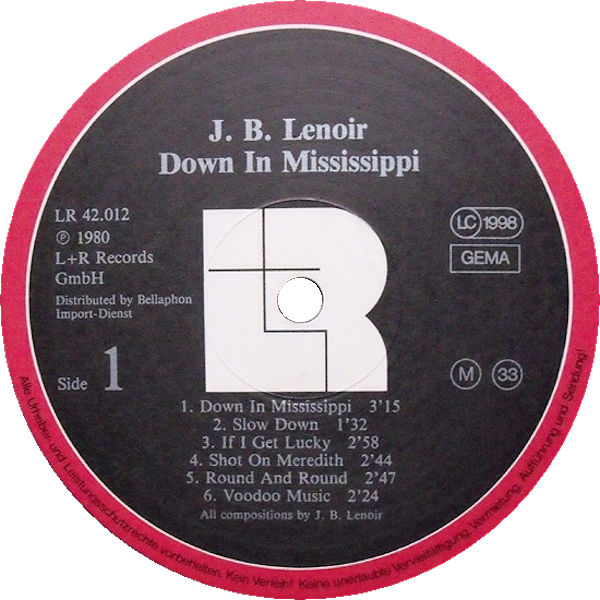 J. B. Lenoir
Down In Mississippi
LR 42.012
℗ 1980
L+R Records
GmbH
Distributed by Bellaphon
Import-Dienst
Side 1
LC 1998
GEMA
M 33
LR
1. Down In Mississippi 3'15
2. Slow Down 1'32
3. If I Get Lucky 2'58
4. Shot On Meredith 2'44
5. Round And Round 2'47
6. Voodoo Music 2'24
All compositions by J. B. Lenoir
Alle Urheber- und Leistungsschutzrechte vorbehalten. Kein Verleih! Keine unerlaubte Vervielfältigung, Vermietung, Aufführung und Sendung!